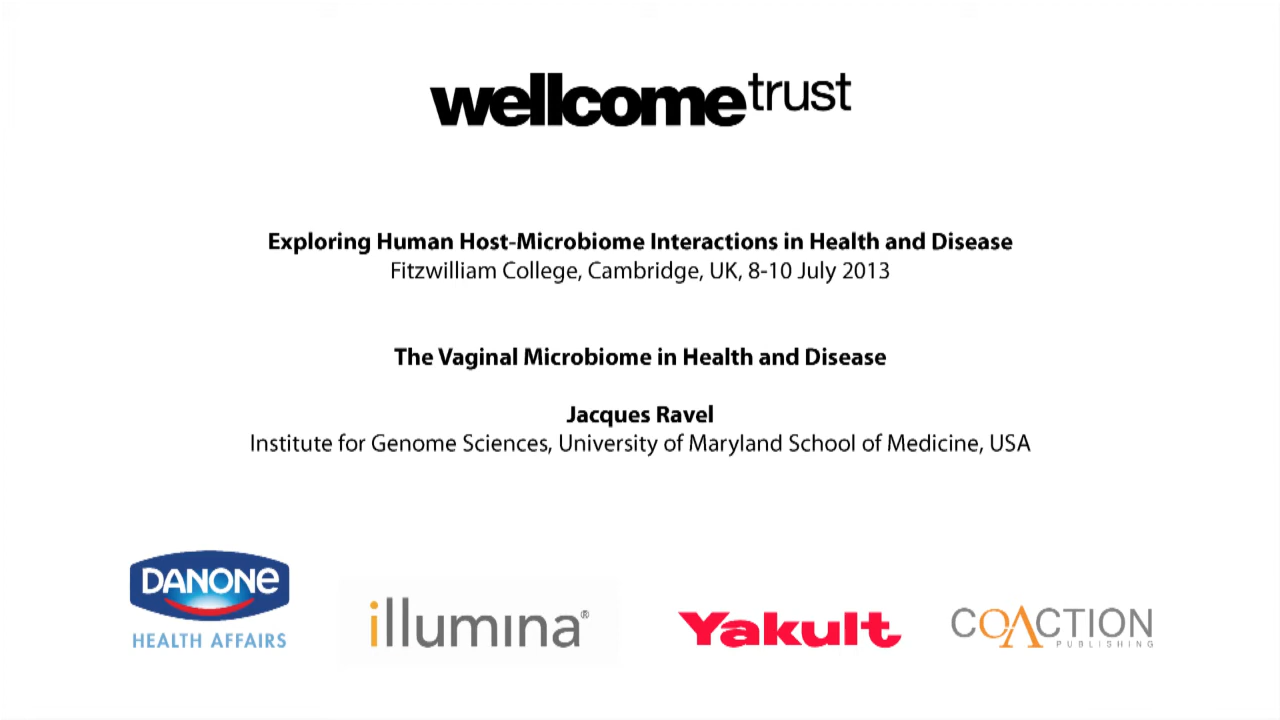 wellcometrust
Exploring Human Host-Microbiome Interactions in Health and Disease
Fitzwilliam College, Cambridge, UK, 8-10 July 2013
The Vaginal Microbiome in Health and Disease
Jacques Ravel
Institute for Genome Sciences, University of Maryland School of Medicine, USA
DANONE
HEALTH AFFAIRS
illumina®
Yakult
COACTION
PUBLISHING